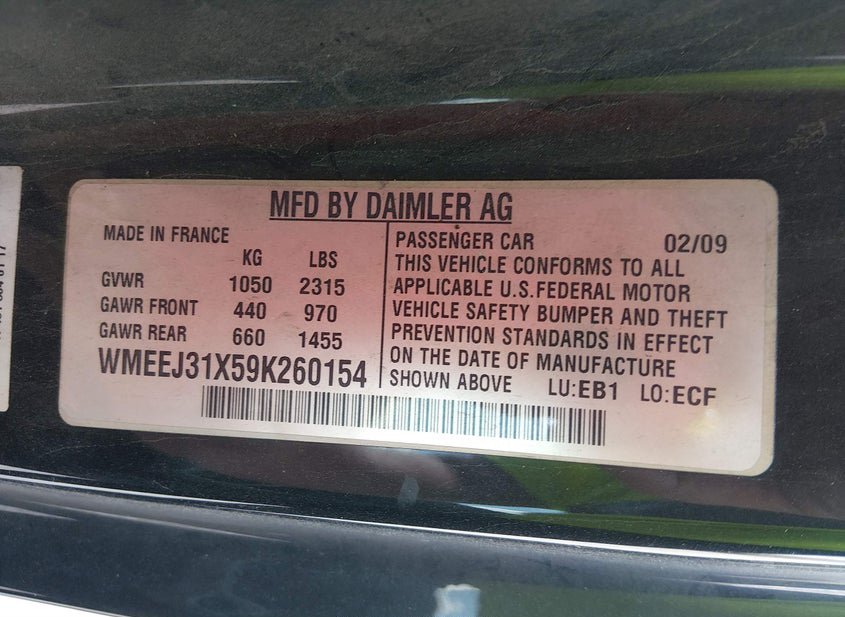 MFD BY DAIMLER AG
MADE IN FRANCE
KG LBS
GVWR 1050 2315
GAWR FRONT 440 970
GAWR REAR 660 1455
WMEEJ31X59K260154
PASSENGER CAR 02/09
THIS VEHICLE CONFORMS TO ALL
APPLICABLE U.S.FEDERAL MOTOR
VEHICLE SAFETY BUMPER AND THEFT
PREVENTION STANDARDS IN EFFECT
ON THE DATE OF MANUFACTURE
SHOWN ABOVE LU:EB1 LO:ECF